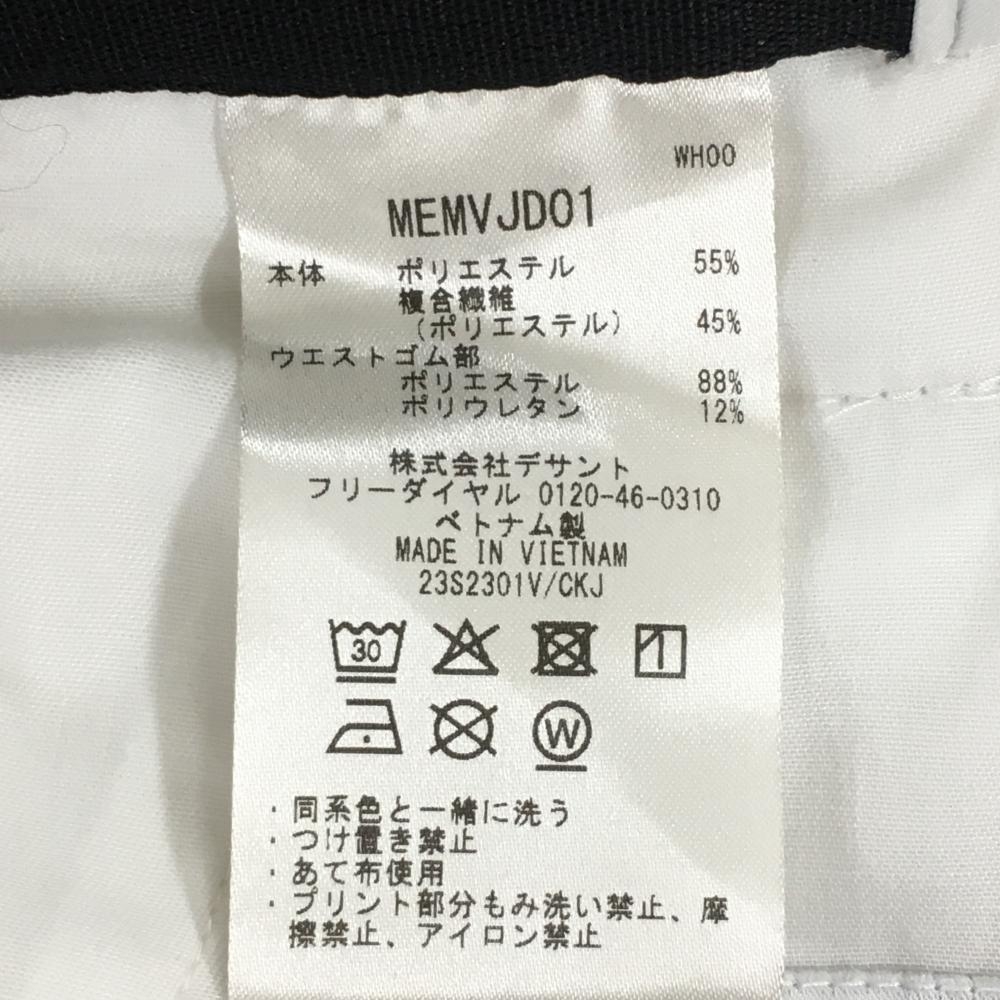 WH00
MEMVJD01
本体 ポリエステル 55%
複合繊維
(ポリエステル) 45%
ウエストゴム部
ポリエステル 88%
ポリウレタン 12%
株式会社デサント
フリーダイヤル 0120-46-0310
ベトナム製
MADE IN VIETNAM
23S2301V/CKJ
30
W
・同系色と一緒に洗う
・つけ置き禁止
・あて布使用
・プリント部分もみ洗い禁止、摩
擦禁止、アイロン禁止